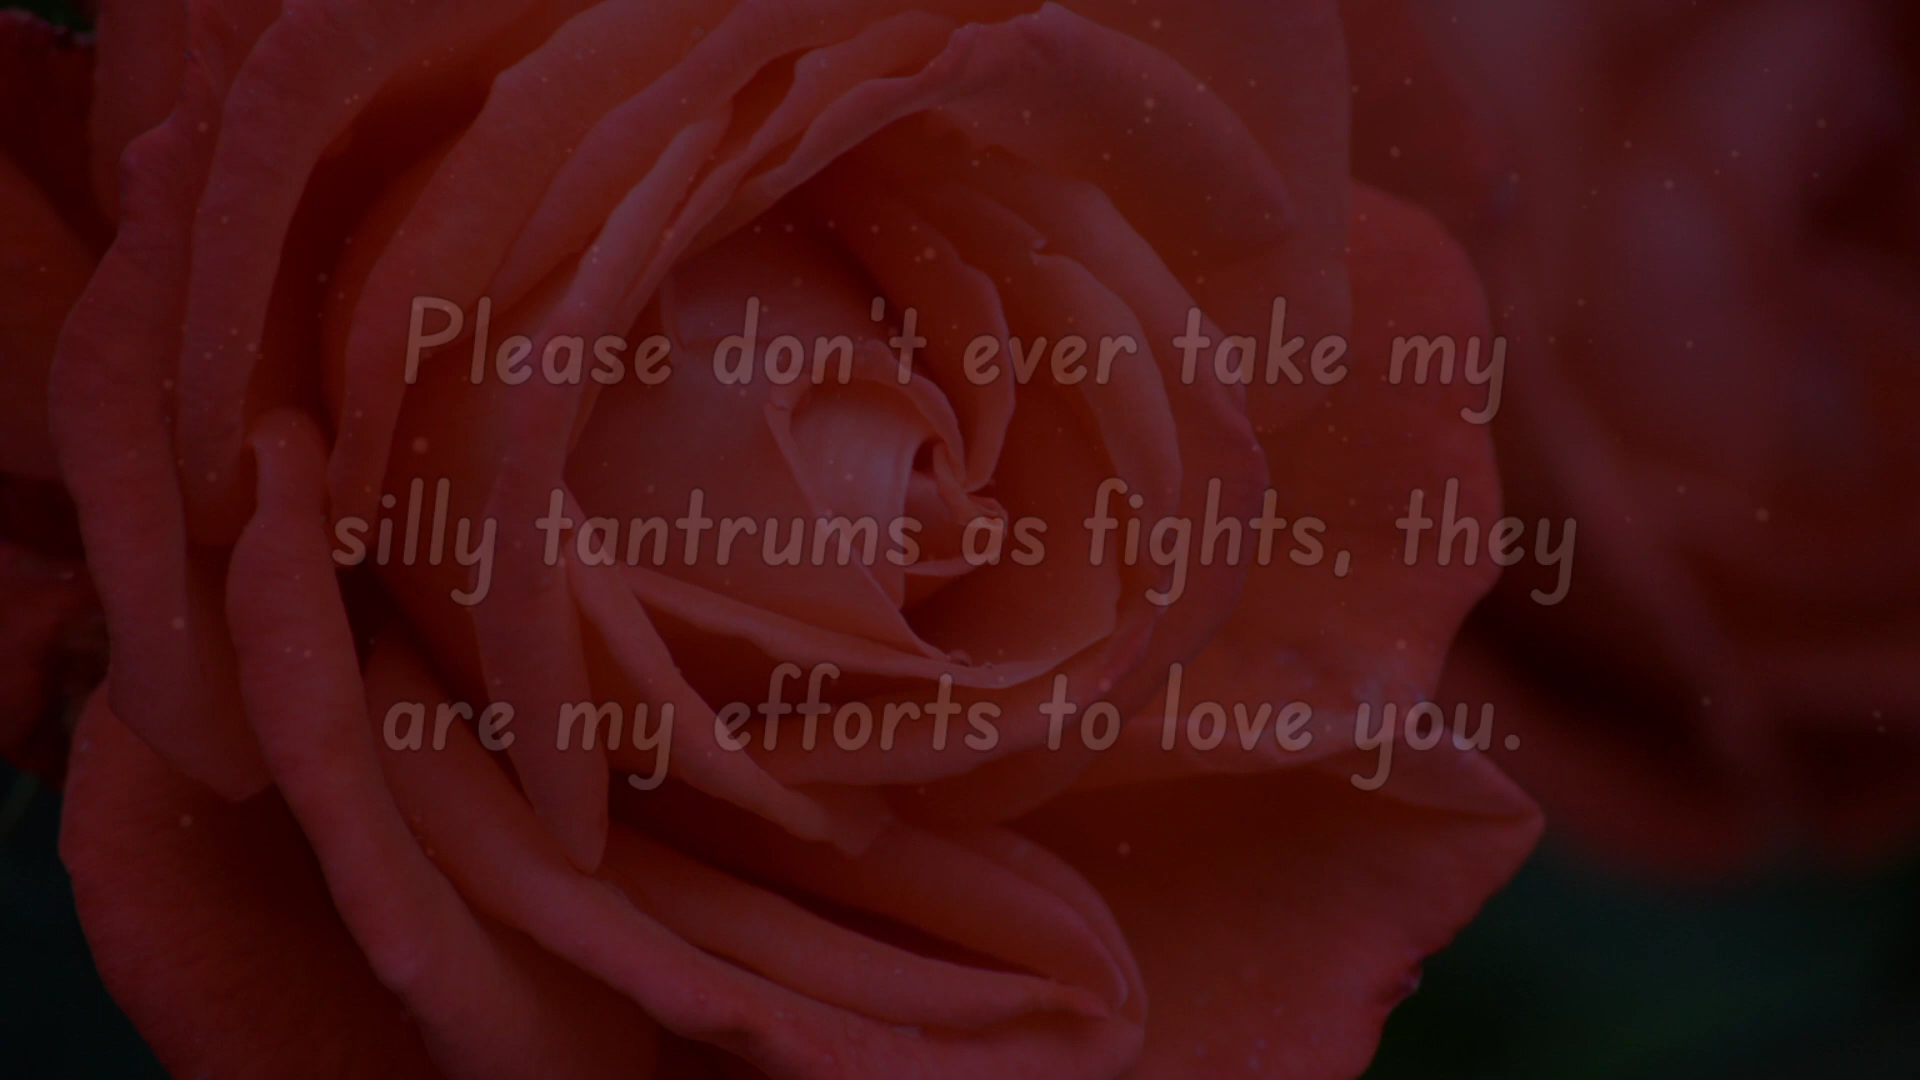 Please don't ever take my
silly tantrums as fights, they
are my efforts to love you.